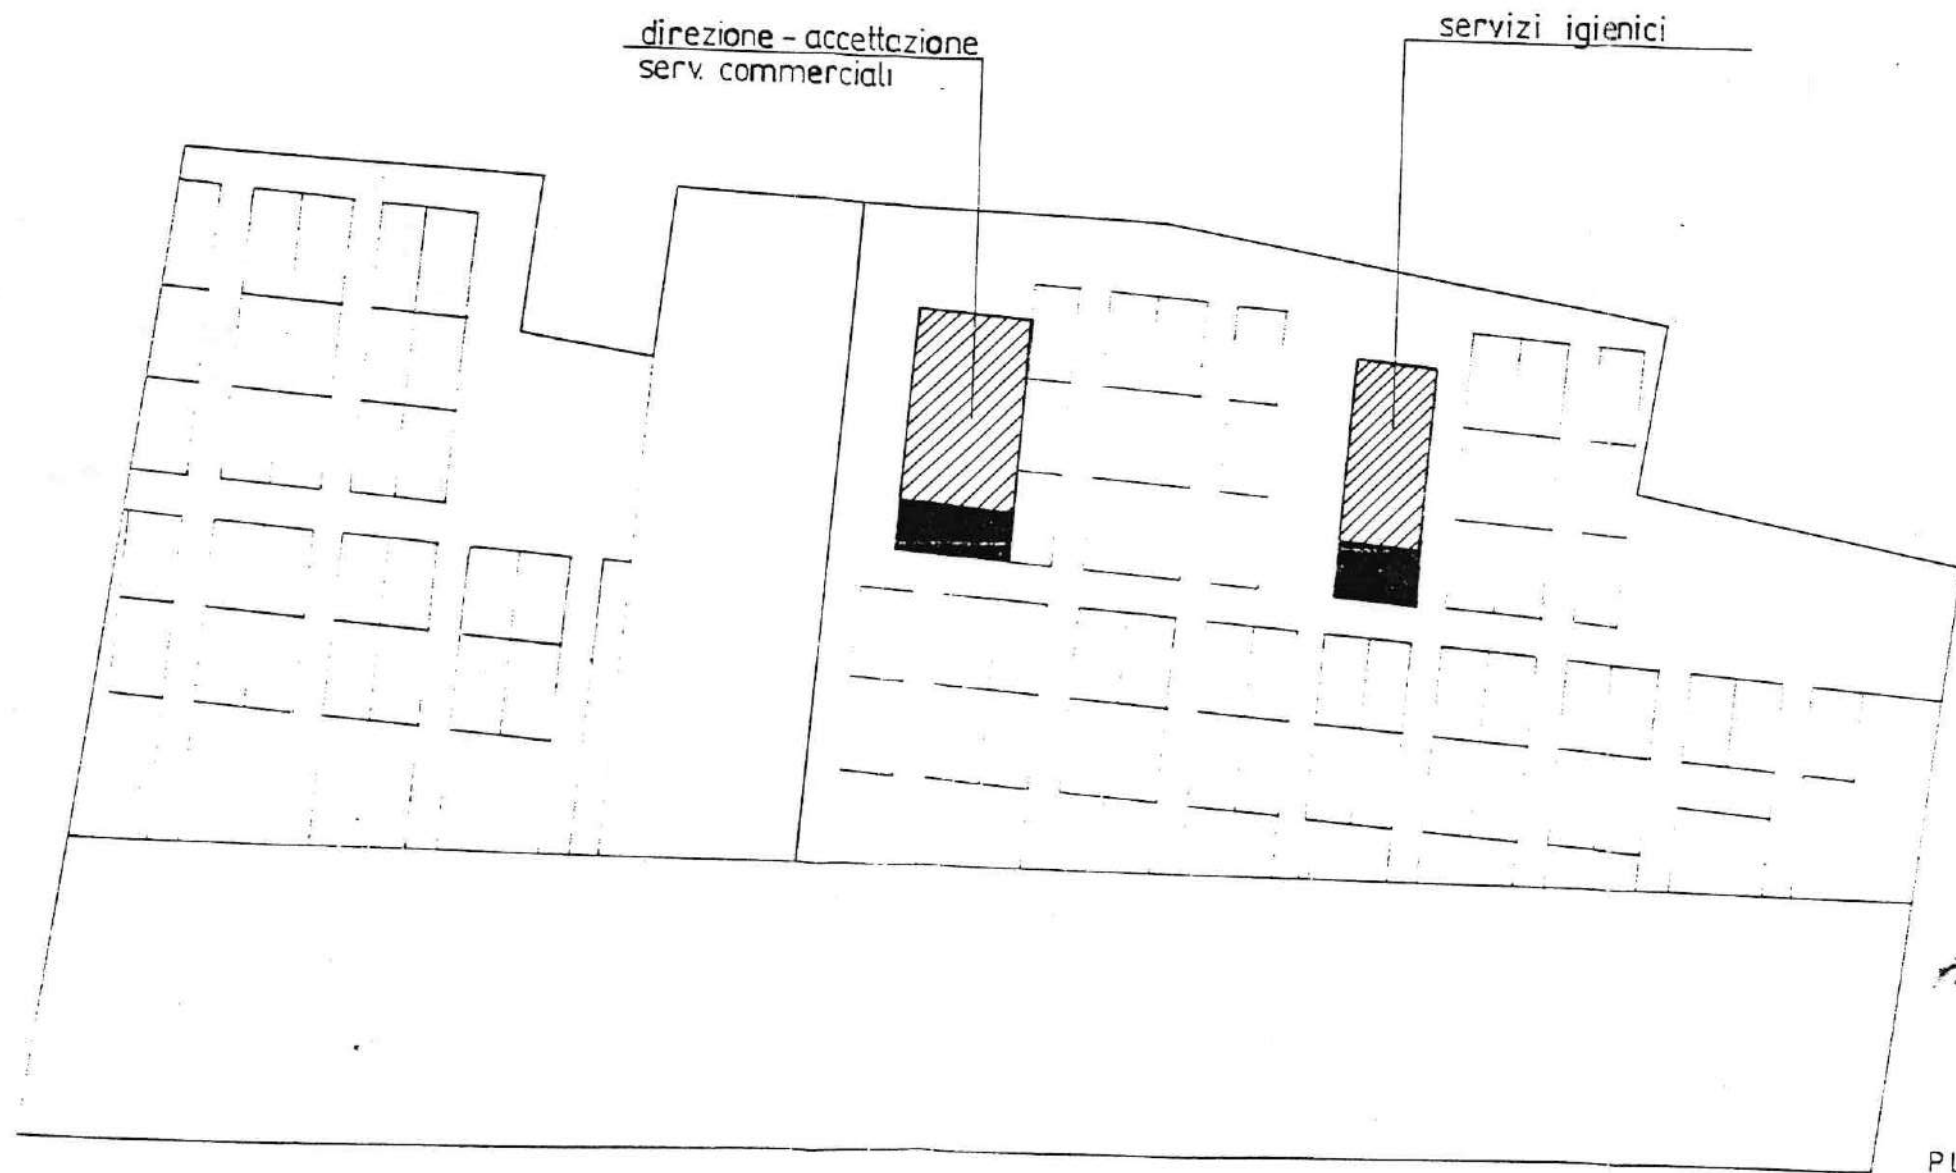 direzione - accettazione
serv. commerciali
servizi igienici